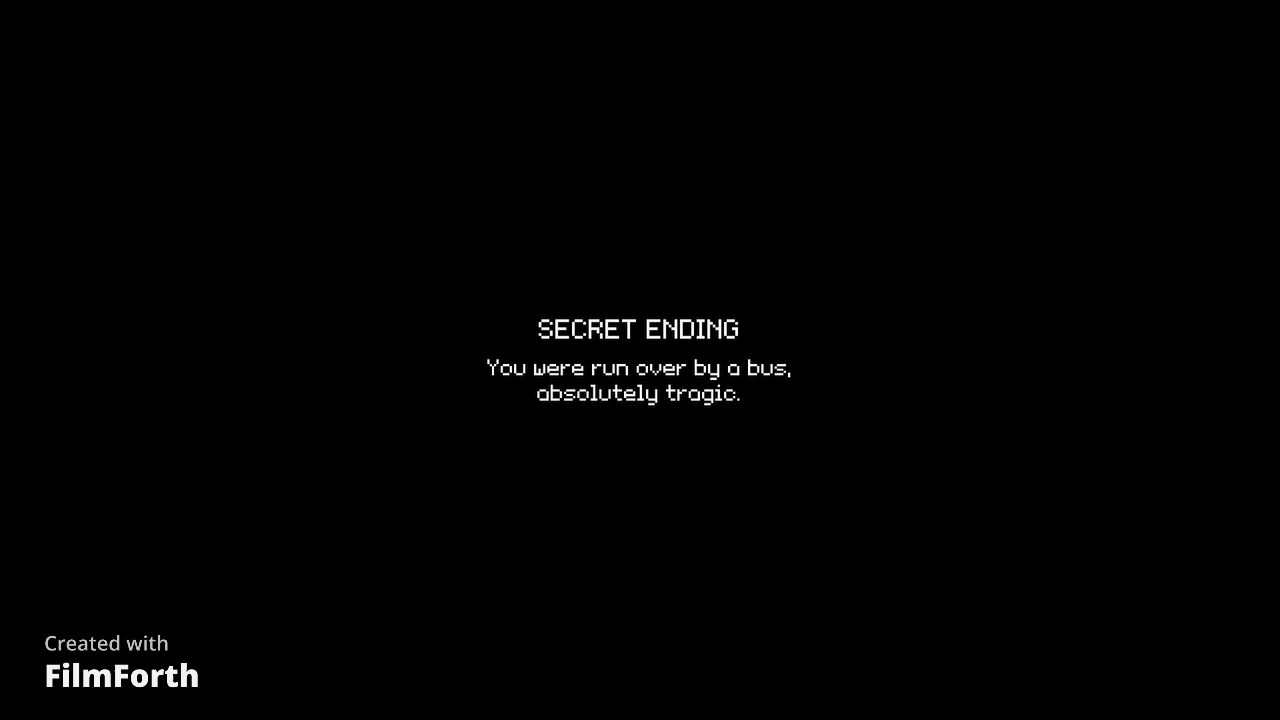 SECRET ENDING
You were run over by a bus,
absolutely tragic.
Created with
FilmForth